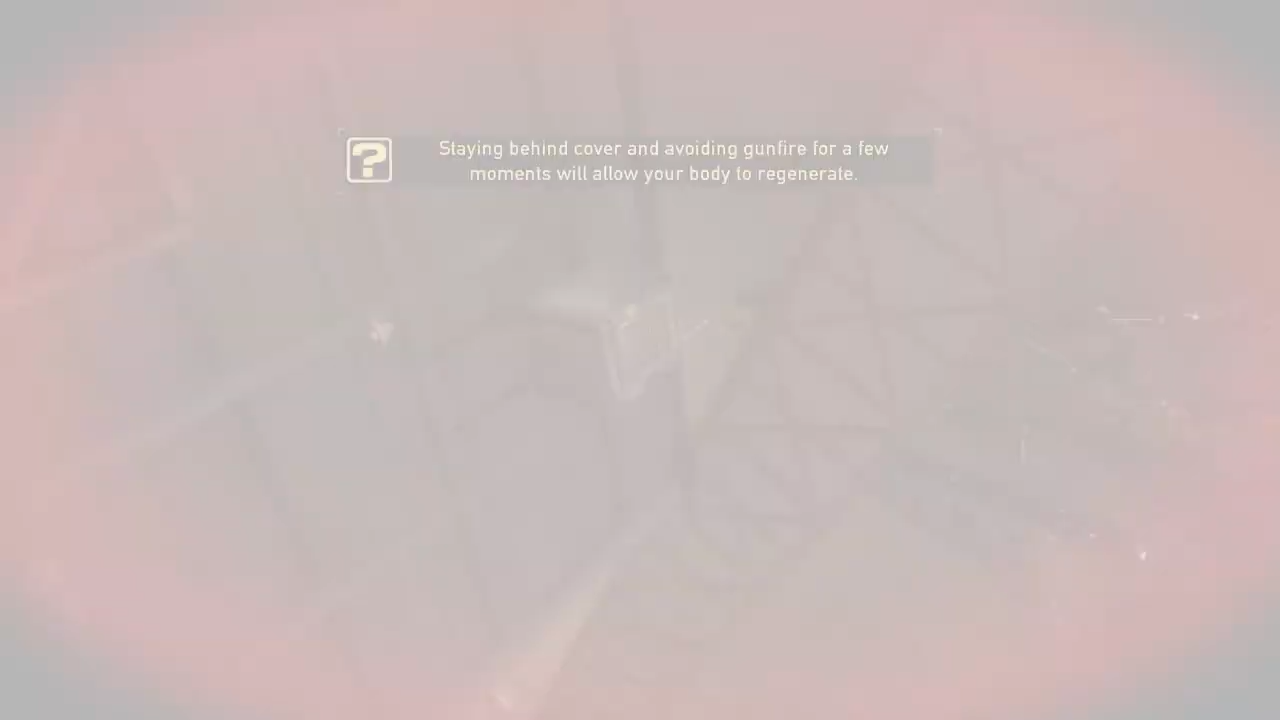 ?
Staying behind cover and avoiding gunfire for a few
moments will allow your body to regenerate.